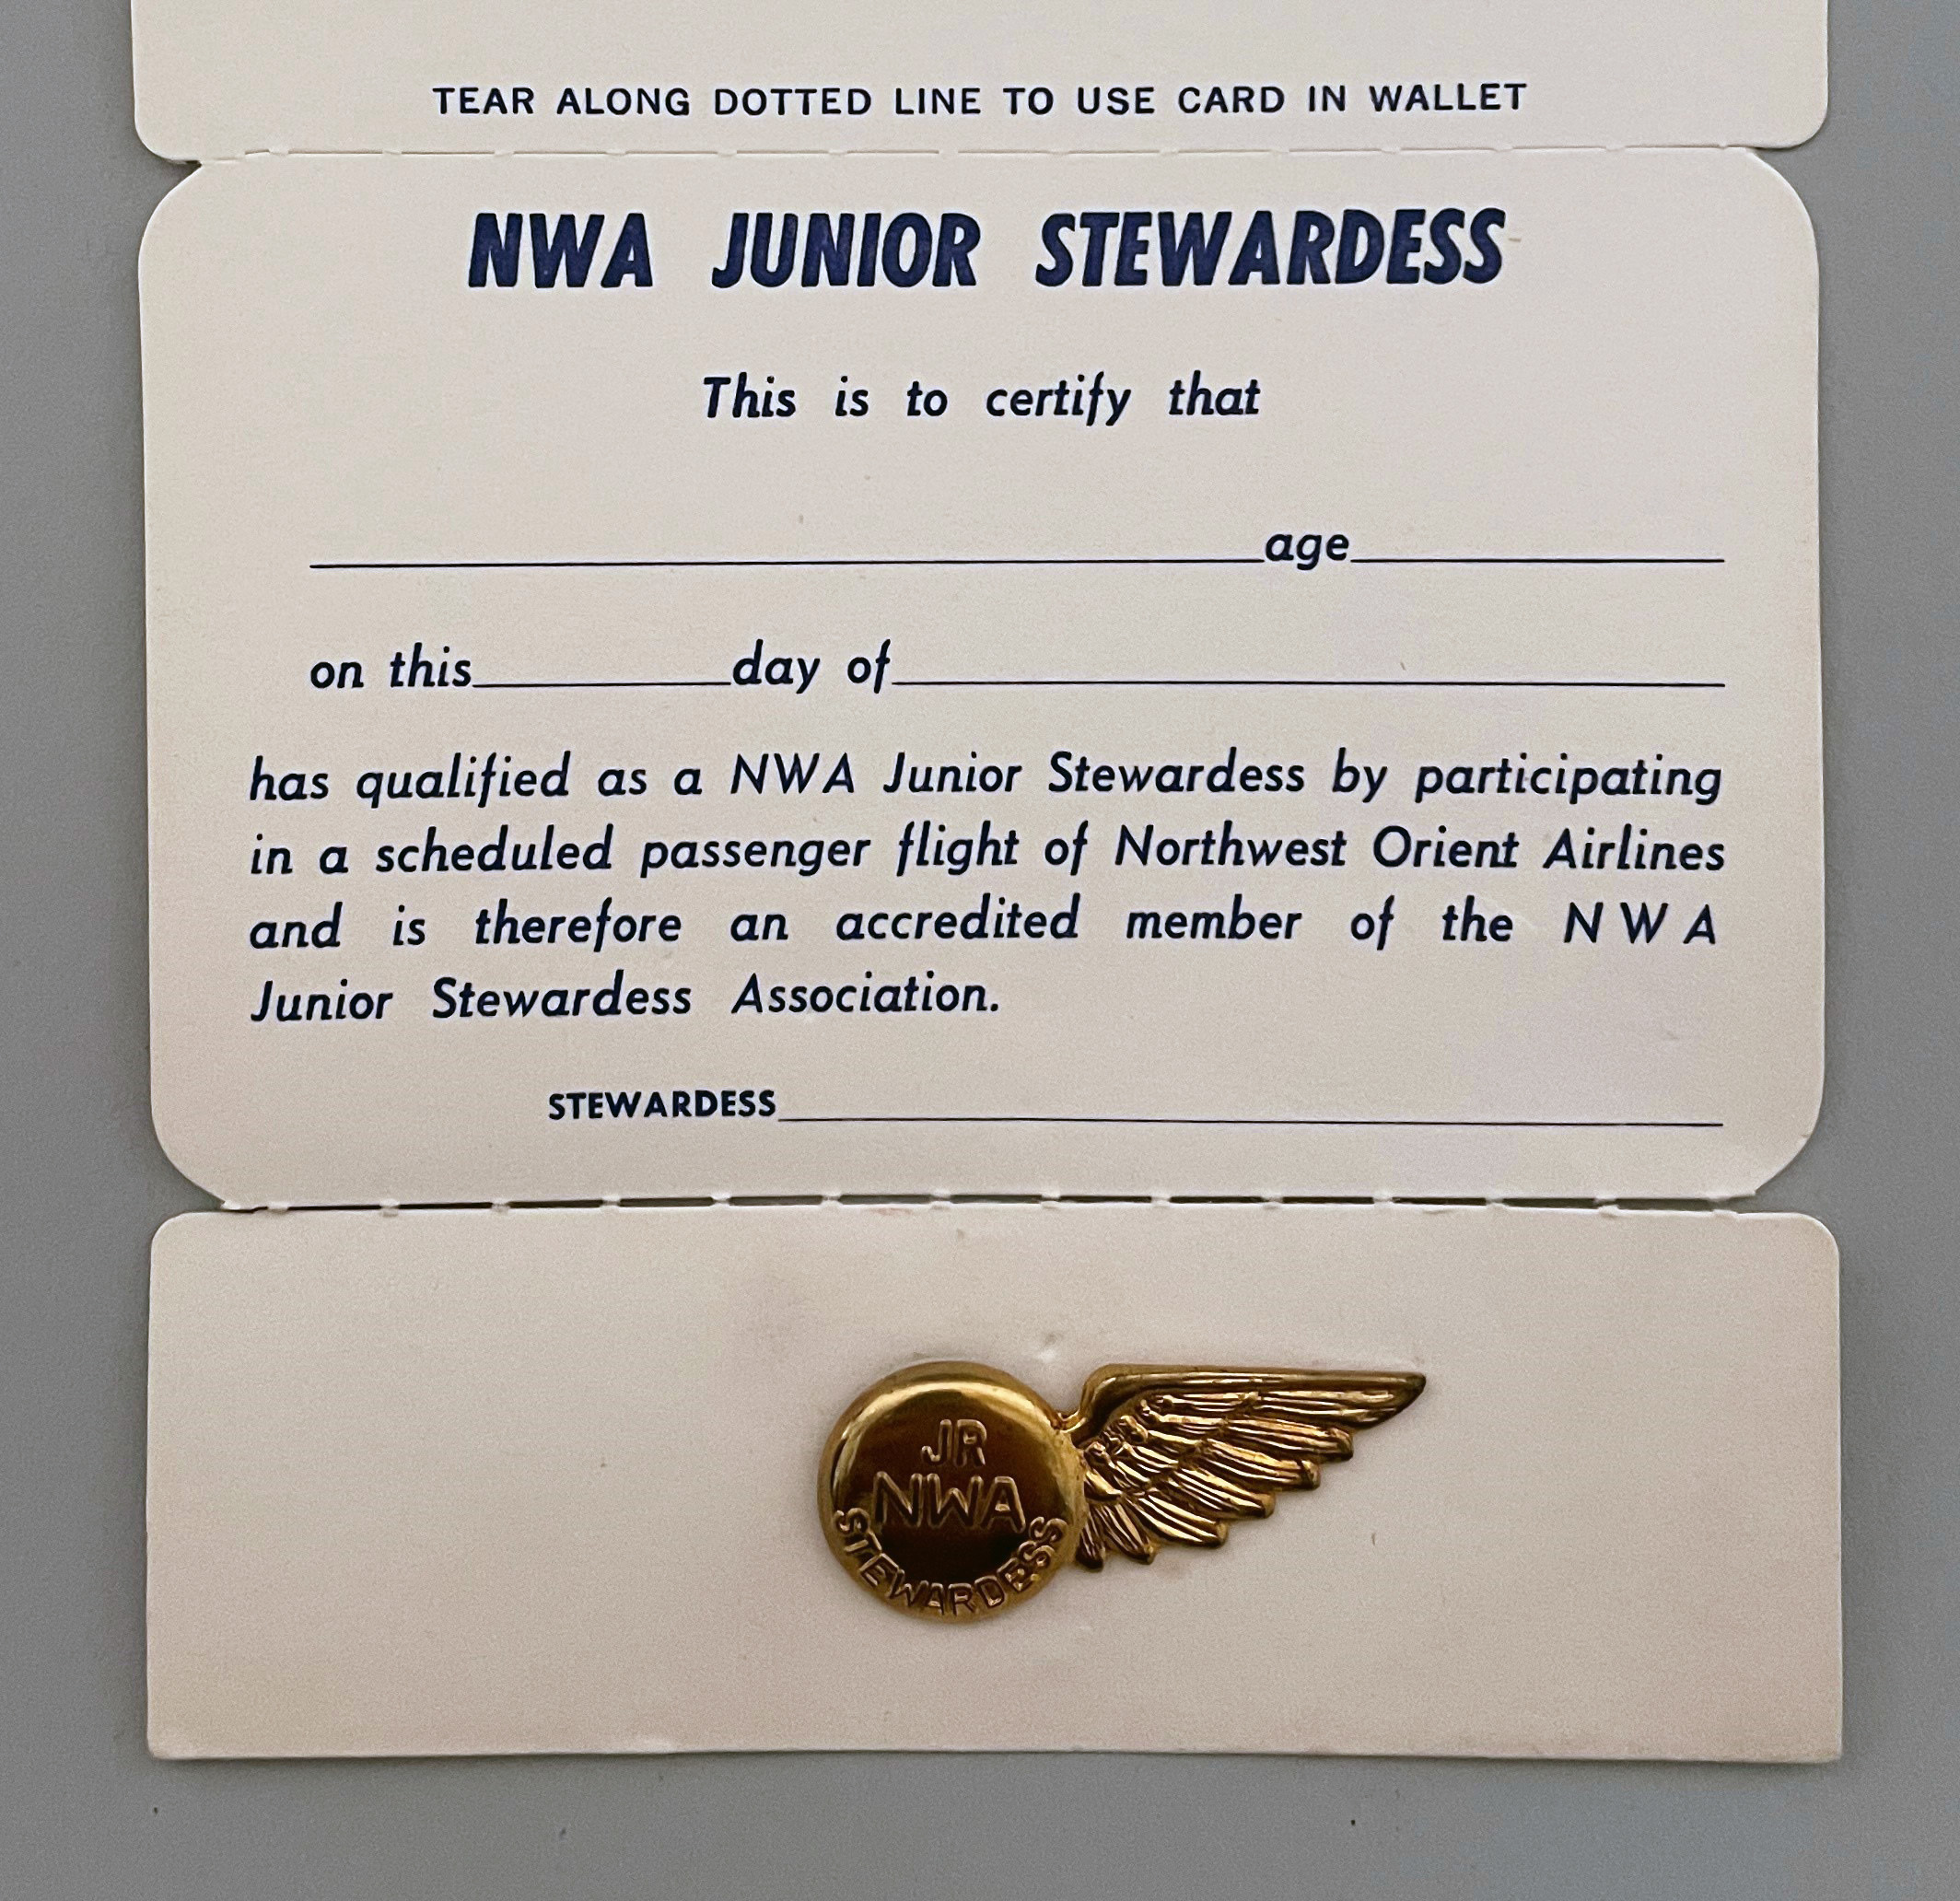 TEAR ALONG DOTTED LINE TO USE CARD IN WALLET
NWA JUNIOR STEWARDESS
This is to certify that
age
on this day of
has qualified as a NWA Junior Stewardess by participating
in a scheduled passenger flight of Northwest Orient Airlines
and is therefore an accredited member of the NWA
Junior Stewardess Association.
STEWARDESS
JR
NWA
STEWARDESS